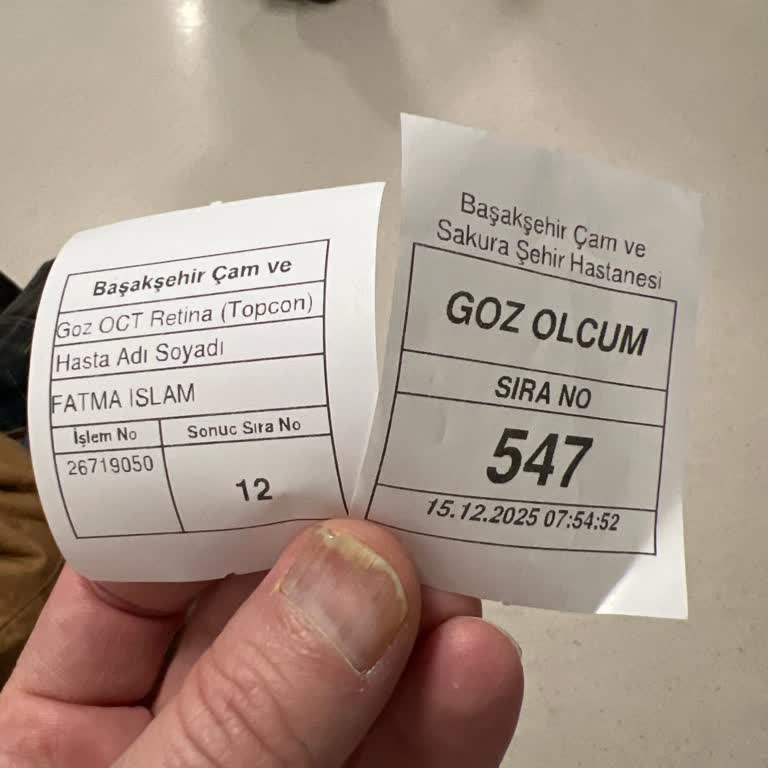 Başakşehir Çam ve
Goz OCT Retina (Topcon)
Hasta Adı Soyadı
FATMA ISLAM
İşlem No
Sonuc Sıra No
26719050
12
Başakşehir Çam ve
Sakura Şehir Hastanesi
GOZ OLCUM
SIRA NO
547
15.12.2025 07:54:52